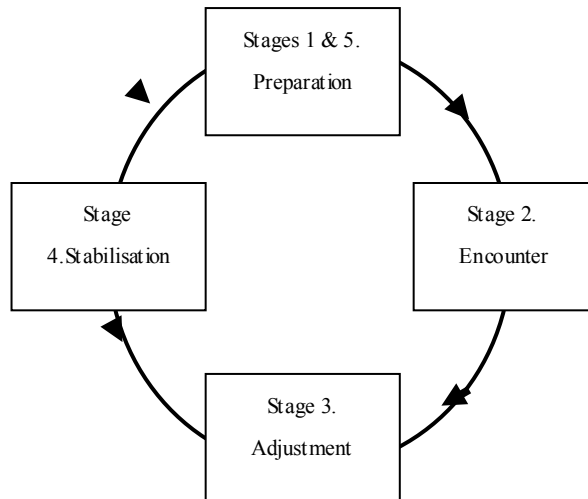 Stages 1 & 5.
Preparation
Stage 2.
Encounter
Stage 3.
Adjustment
Stage
4.Stabilisation